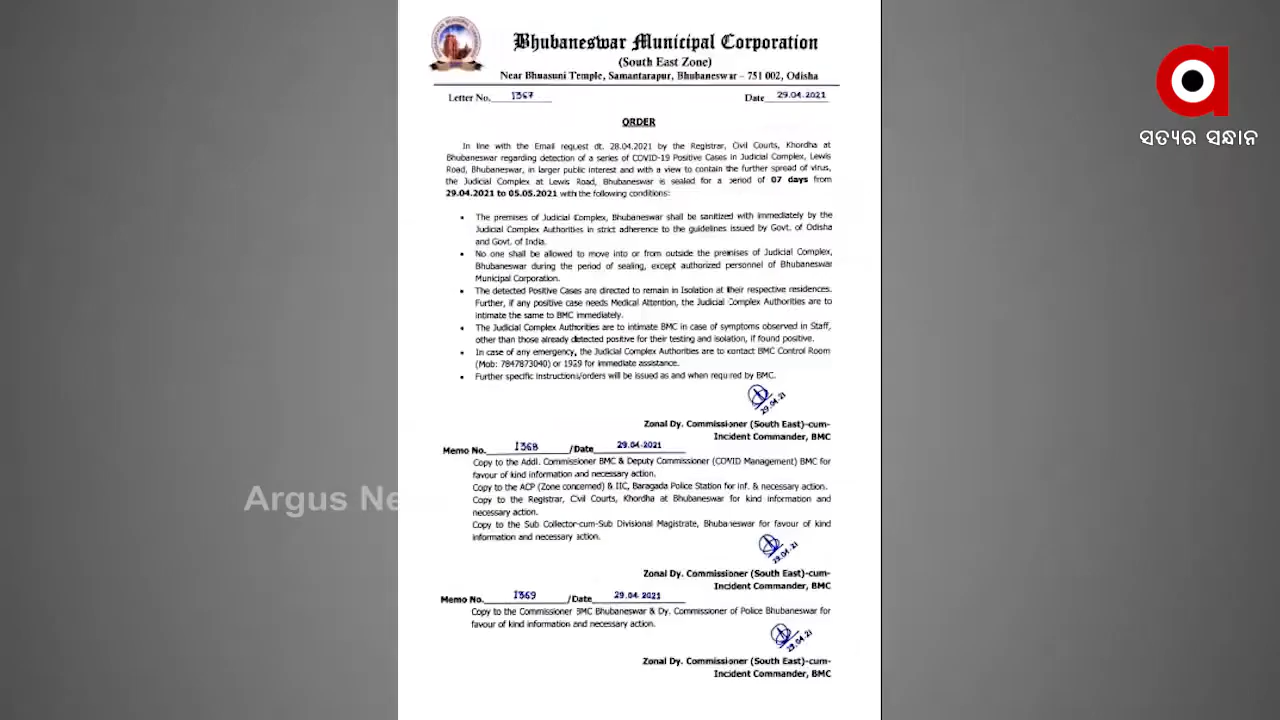 Bhubaneswar Municipal Corporation
(South East Zone)
Near Bhuasuni Temple, Samantarapur, Bhubaneswar – 751 002, Odisha
Letter No. 1367 Date 29.04.2021
ORDER
In line with the Email request dt. 28.04.2021 by the Registrar, Civil Courts, Khordha at
Bhubaneswar regarding detection of a series of COVID-19 Positive Cases in Judicial Complex, Lewis
Road, Bhubaneswar, in larger public interest and with a view to contain the further spread of virus,
the Judicial Complex at Lewis Road, Bhubaneswar is sealed for a period of 07 days from
29.04.2021 to 05.05.2021 with the following conditions:
• The premises of Judicial Complex, Bhubaneswar shall be sanitized with immediately by the
Judicial Complex Authorities in strict adherence to the guidelines issued by Govt. of Odisha
and Govt. of India.
• No one shall be allowed to move into or from outside the premises of Judicial Complex,
Bhubaneswar during the period of sealing, except authorized personnel of Bhubaneswar
Municipal Corporation.
• The detected Positive Cases are directed to remain in Isolation at their respective residences.
Further, if any positive case needs Medical Attention, the Judicial Complex Authorities are to
intimate the same to BMC immediately.
• The Judicial Complex Authorities are to intimate BMC in case of symptoms observed in Staff,
other than those already detected positive for their testing and isolation, if found positive.
• In case of any emergency, the Judicial Complex Authorities are to contact BMC Control Room
(Mob: 7847873040) or 1929 for immediate assistance.
• Further specific instructions/orders will be issued as and when required by BMC.
29.04.21
Zonal Dy. Commissioner (South East)-cum-
Incident Commander, BMC
Memo No. 1368 /Date 29.04.2021
Copy to the Addl. Commissioner BMC & Deputy Commissioner (COVID Management) BMC for
favour of kind information and necessary action.
Copy to the ACP (Zone concerned) & IIC, Baragada Police Station for inf. & necessary action.
Copy to the Registrar, Civil Courts, Khordha at Bhubaneswar for kind information and
necessary action.
Copy to the Sub Collector-cum-Sub Divisional Magistrate, Bhubaneswar for favour of kind
information and necessary action.
29.04.21
Zonal Dy. Commissioner (South East)-cum-
Incident Commander, BMC
Memo No. 1369 /Date 29.04.2021
Copy to the Commissioner BMC Bhubaneswar & Dy. Commissioner of Police Bhubaneswar for
favour of kind information and necessary action.
29.04.21
Zonal Dy. Commissioner (South East)-cum-
Incident Commander, BMC
ସତ୍ୟର ସନ୍ଧାନ
Argus Ne